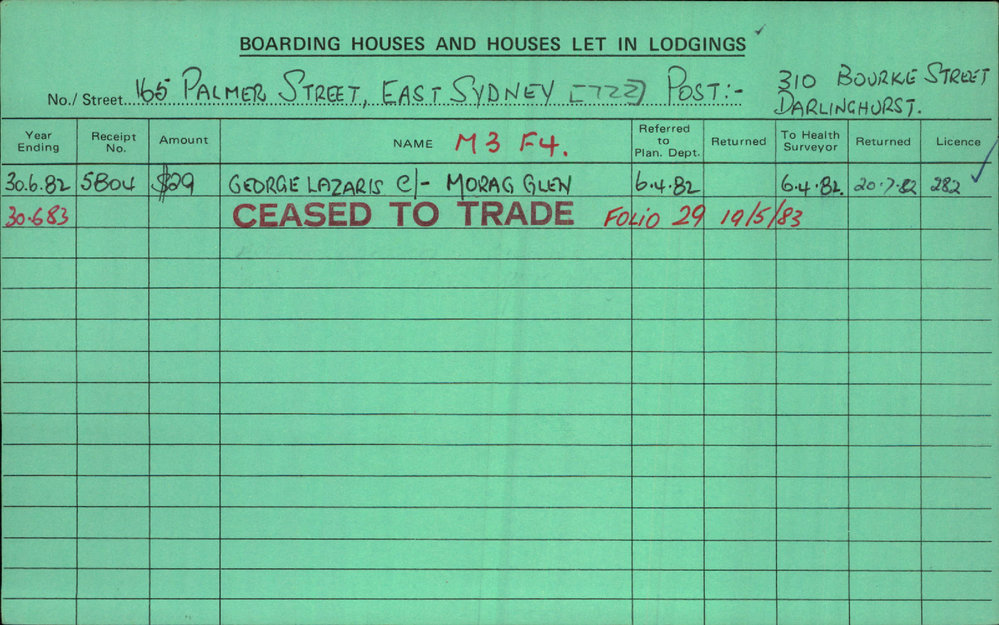 BOARDING HOUSES AND HOUSES LET IN LODGINGS
No./ Street 165 PALMER STREET, EAST SYDNEY [722] POST:- 310 BOURKE STREET
DARLINGHURST.
Year Ending Receipt No. Amount NAME M3 F4. Referred to Plan. Dept. Returned To Health Surveyor Returned Licence
30.6.82 5804 $29 GEORGE LAZARIS C/- MORAG GLEN 6.4.82 6.4.82. 20.7.82 282
30.6.83 CEASED TO TRADE FOLIO 29 19/5/83